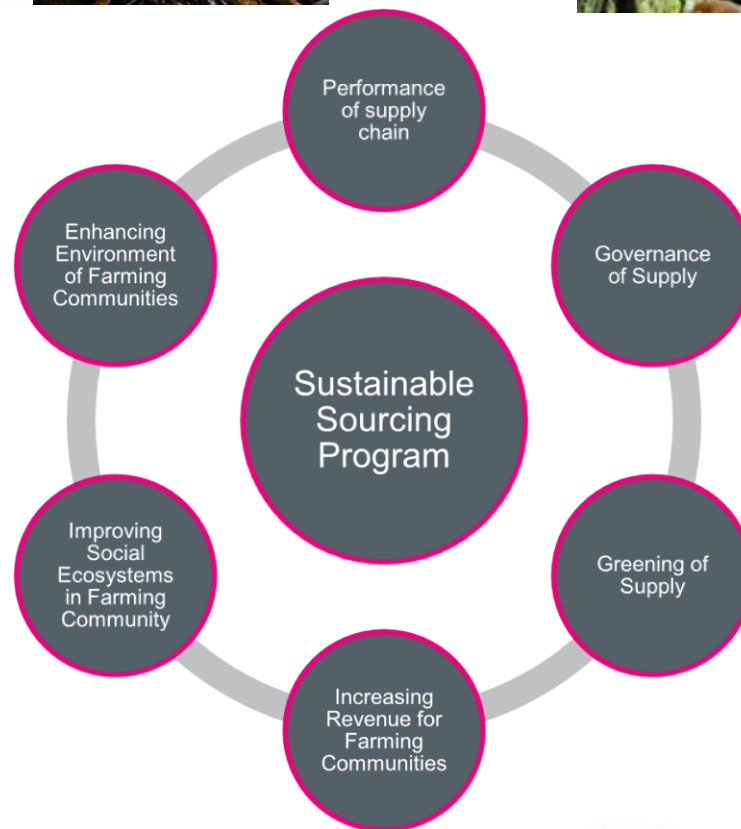 Performance
of supply
chain
Enhancing
Environment
of Farming
Communities
Governance
of Supply
Sustainable
Sourcing
Program
Improving
Social
Ecosystems
in Farming
Community
Greening of
Supply
Increasing
Revenue for
Farming
Communities